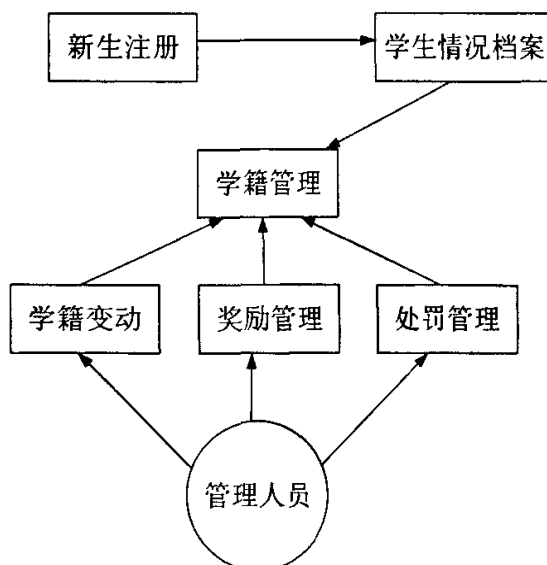 新生注册
学生情况档案
学籍管理
学籍变动
奖励管理
处罚管理
管理人员